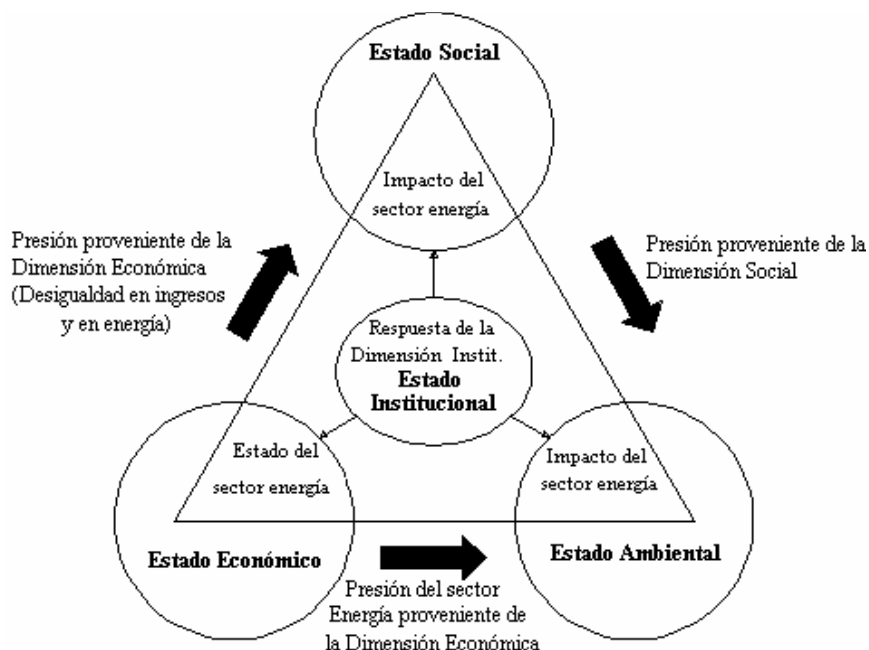 Estado Social
Impacto del
sector energía
Presión proveniente de la
Dimensión Económica
(Desigualdad en ingresos
y en energía)
Presión proveniente de la
Dimensión Social
Respuesta de la
Dimensión Instit.
Estado
Institucional
Estado del
sector energía
Impacto del
sector energía
Estado Económico
Estado Ambiental
Presión del sector
Energía proveniente de
la Dimensión Económica